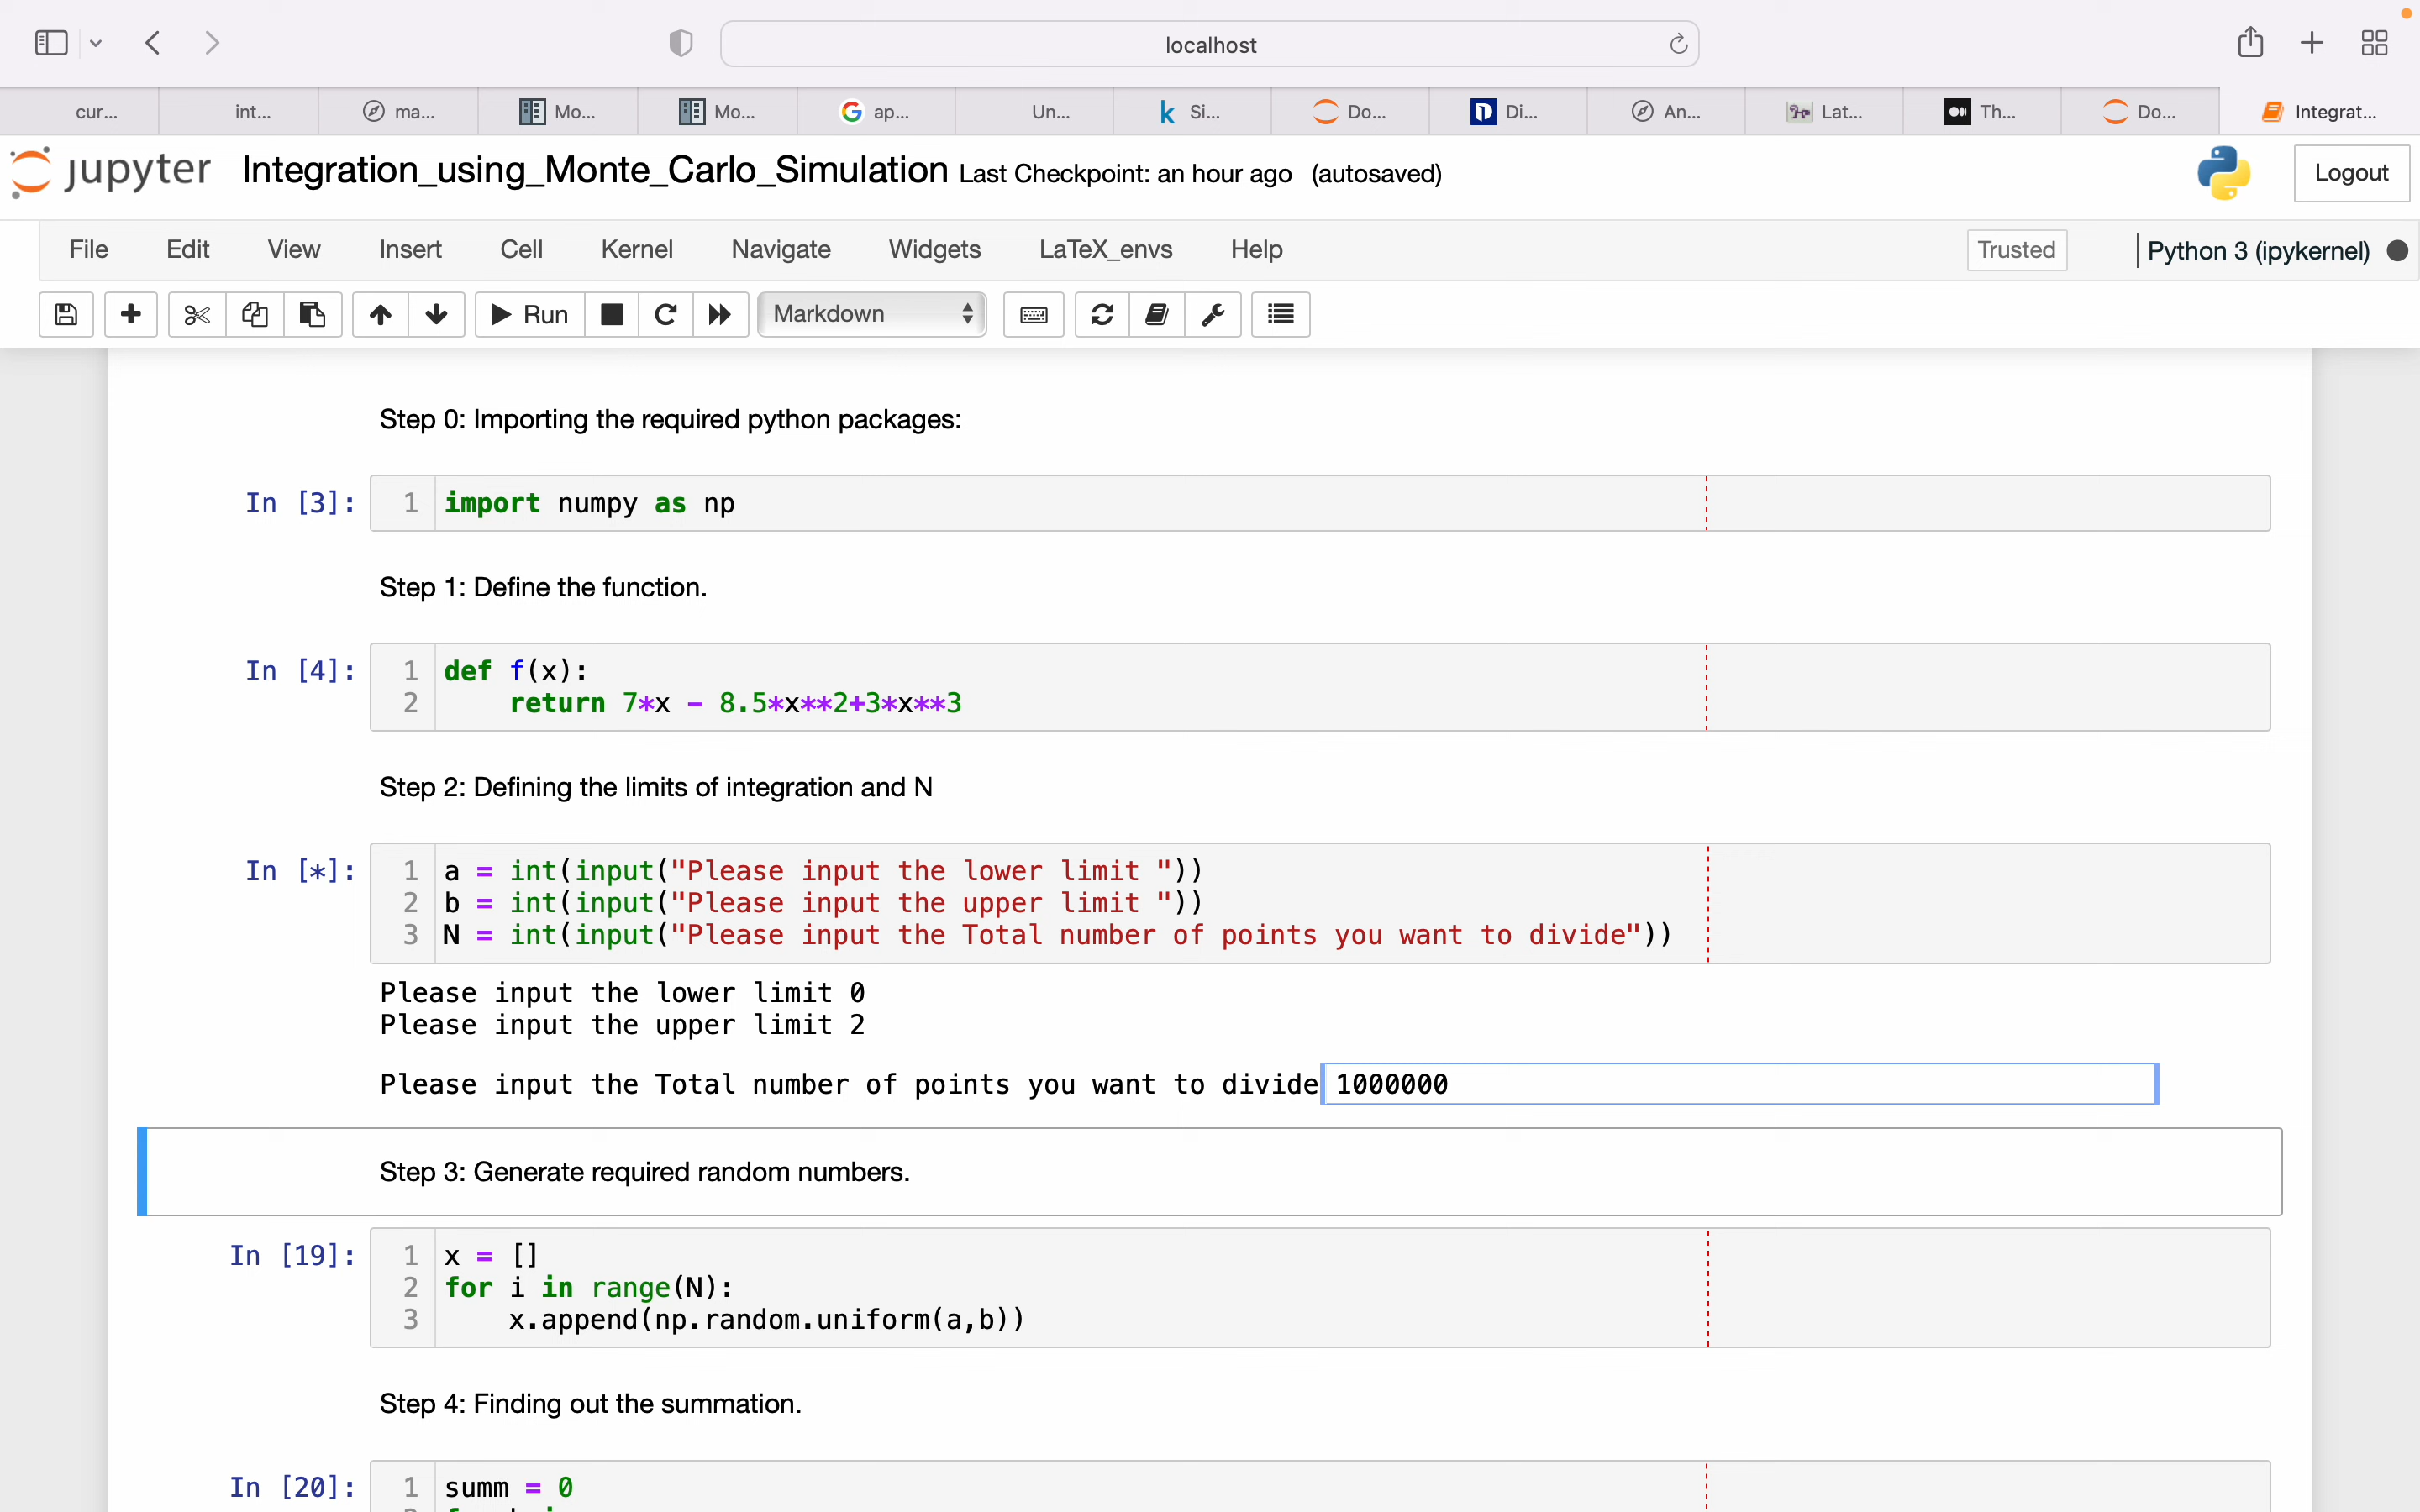 localhost
cur...
int...
ma...
Mo...
Mo...
ap...
Un...
Si...
Do...
Di...
An...
Lat...
Th...
Do...
Integrat...
jupyter Integration_using_Monte_Carlo_Simulation Last Checkpoint: an hour ago (autosaved)
Logout
File Edit View Insert Cell Kernel Navigate Widgets LaTeX_envs Help Trusted Python 3 (ipykernel)
Run Markdown
Step 0: Importing the required python packages:
In [3]: 1 import numpy as np
Step 1: Define the function.
In [4]: 1 def f(x):
2 return 7*x - 8.5*x**2+3*x**3
Step 2: Defining the limits of integration and N
In [*]: 1 a = int(input("Please input the lower limit "))
2 b = int(input("Please input the upper limit "))
3 N = int(input("Please input the Total number of points you want to divide"))
Please input the lower limit 0
Please input the upper limit 2
Please input the Total number of points you want to divide 1000000
Step 3: Generate required random numbers.
In [19]: 1 x = []
2 for i in range(N):
3 x.append(np.random.uniform(a,b))
Step 4: Finding out the summation.
In [20]: 1 summ = 0